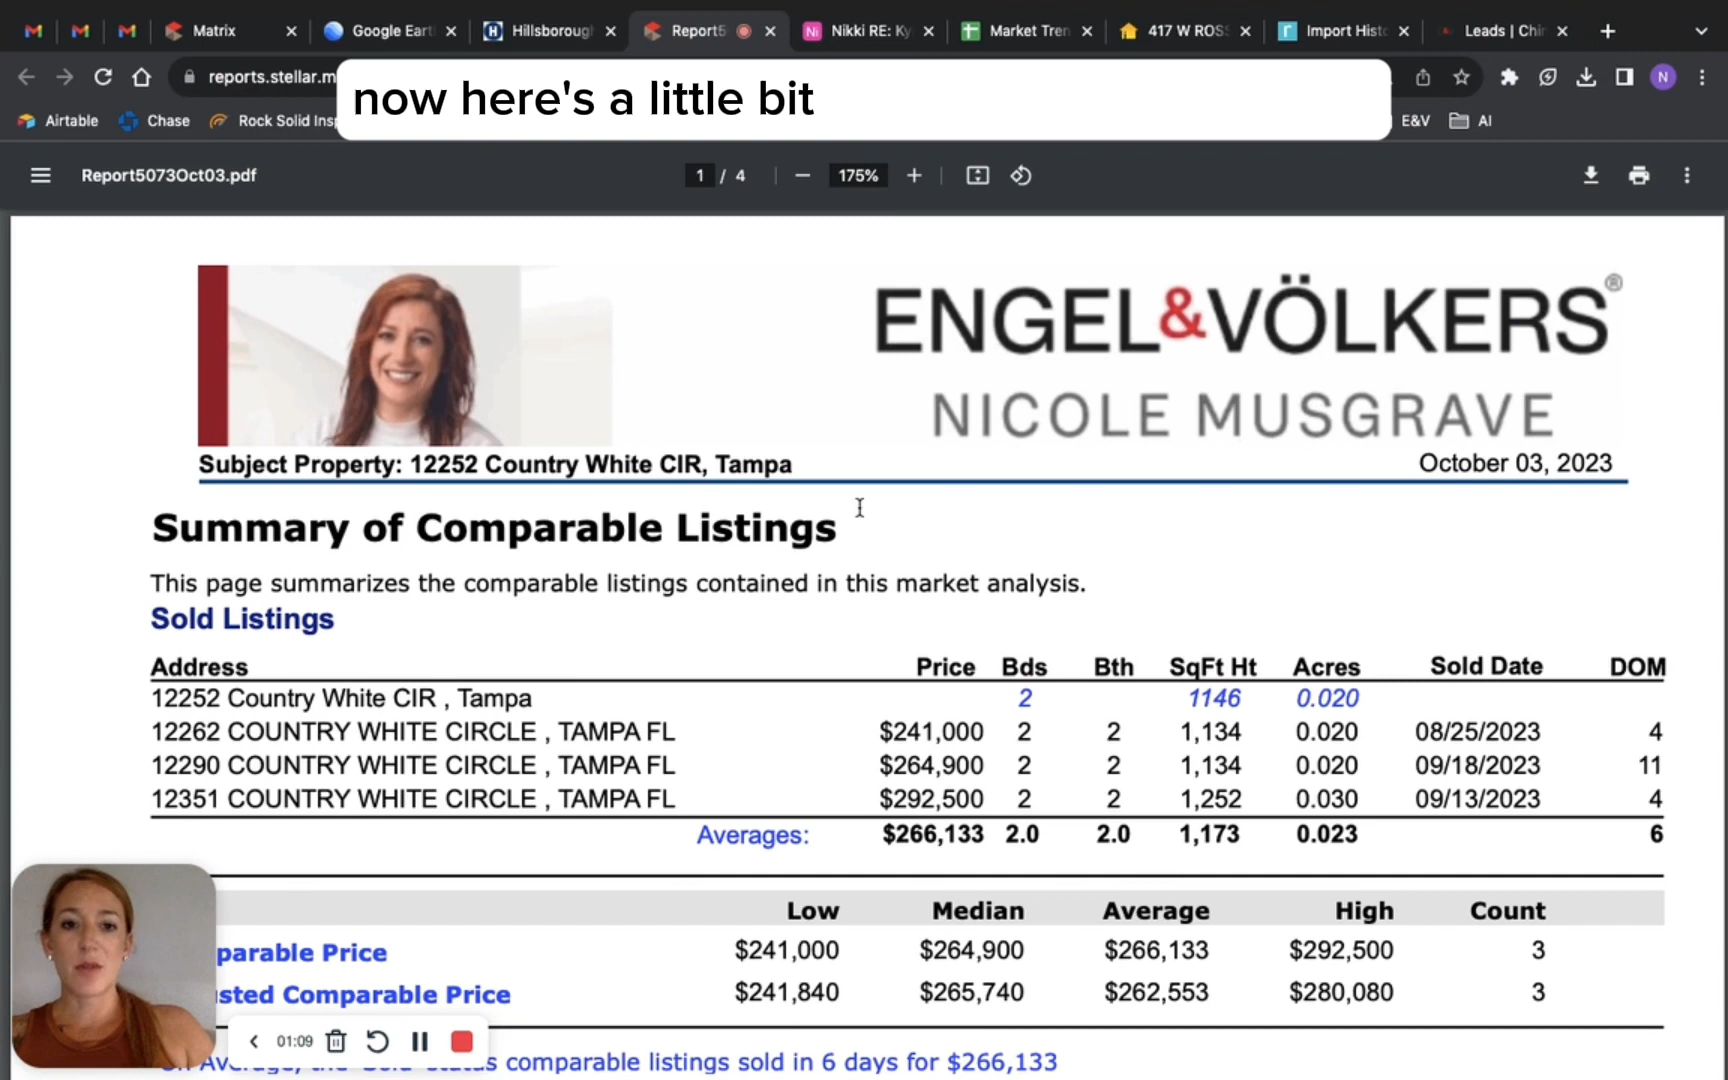 Matrix
Google Eart
Hillsboroug
Report5
Ni
Nikki RE: Ky
Market Tren
417 W ROSS
Import Histo
Leads | Chi
reports.stellar.m
now here's a little bit
N
Airtable
Chase
Rock Solid Insp
E&V
AI
Report5073Oct03.pdf
1 / 4
175%
ENGEL&VÖLKERS®
NICOLE MUSGRAVE
Subject Property: 12252 Country White CIR, Tampa
October 03, 2023
Summary of Comparable Listings
This page summarizes the comparable listings contained in this market analysis.
Sold Listings
Address Price Bds Bth SqFt Ht Acres Sold Date DOM
12252 Country White CIR , Tampa 2 1146 0.020
12262 COUNTRY WHITE CIRCLE , TAMPA FL $241,000 2 2 1,134 0.020 08/25/2023 4
12290 COUNTRY WHITE CIRCLE , TAMPA FL $264,900 2 2 1,134 0.020 09/18/2023 11
12351 COUNTRY WHITE CIRCLE , TAMPA FL $292,500 2 2 1,252 0.030 09/13/2023 4
Averages: $266,133 2.0 2.0 1,173 0.023 6
Low Median Average High Count
parable Price $241,000 $264,900 $266,133 $292,500 3
usted Comparable Price $241,840 $265,740 $262,553 $280,080 3
01:09
comparable listings sold in 6 days for $266,133